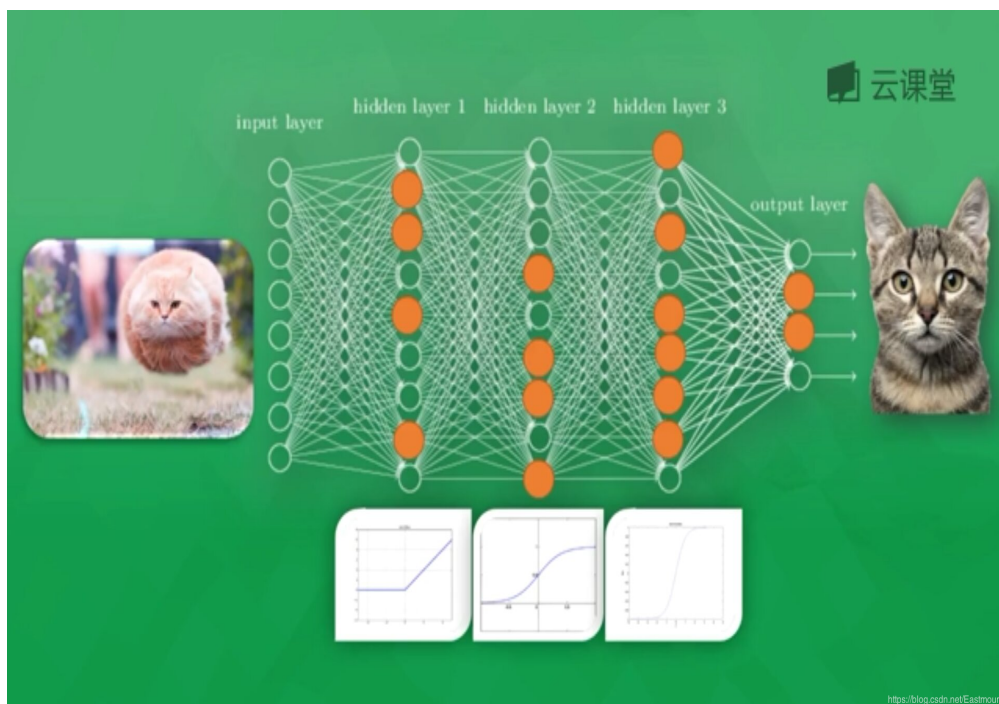 云课堂
hidden layer 1 hidden layer 2 hidden layer 3
input layer
output layer
https://blog.csdn.net/Eastmount